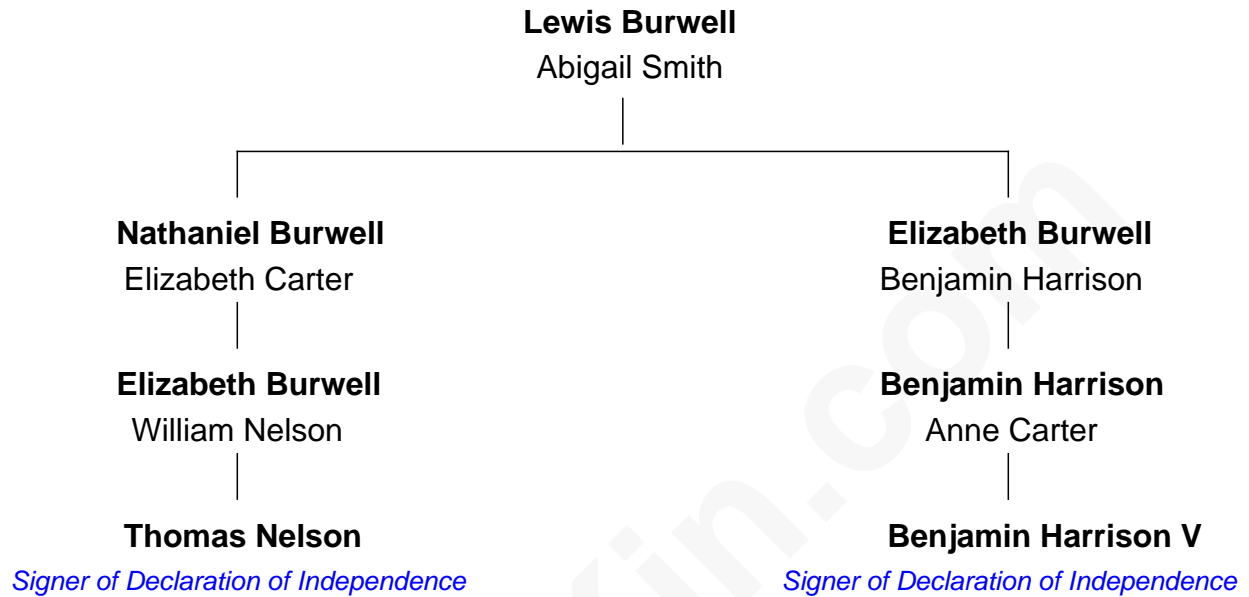 Lewis Burwell
Abigail Smith
Nathaniel Burwell
Elizabeth Burwell
Elizabeth Carter
Benjamin Harrison
Elizabeth Burwell
Benjamin Harrison
William Nelson
Anne Carter
Thomas Nelson
Benjamin Harrison V
Signer of Declaration of Independence
Signer of Declaration of Independence